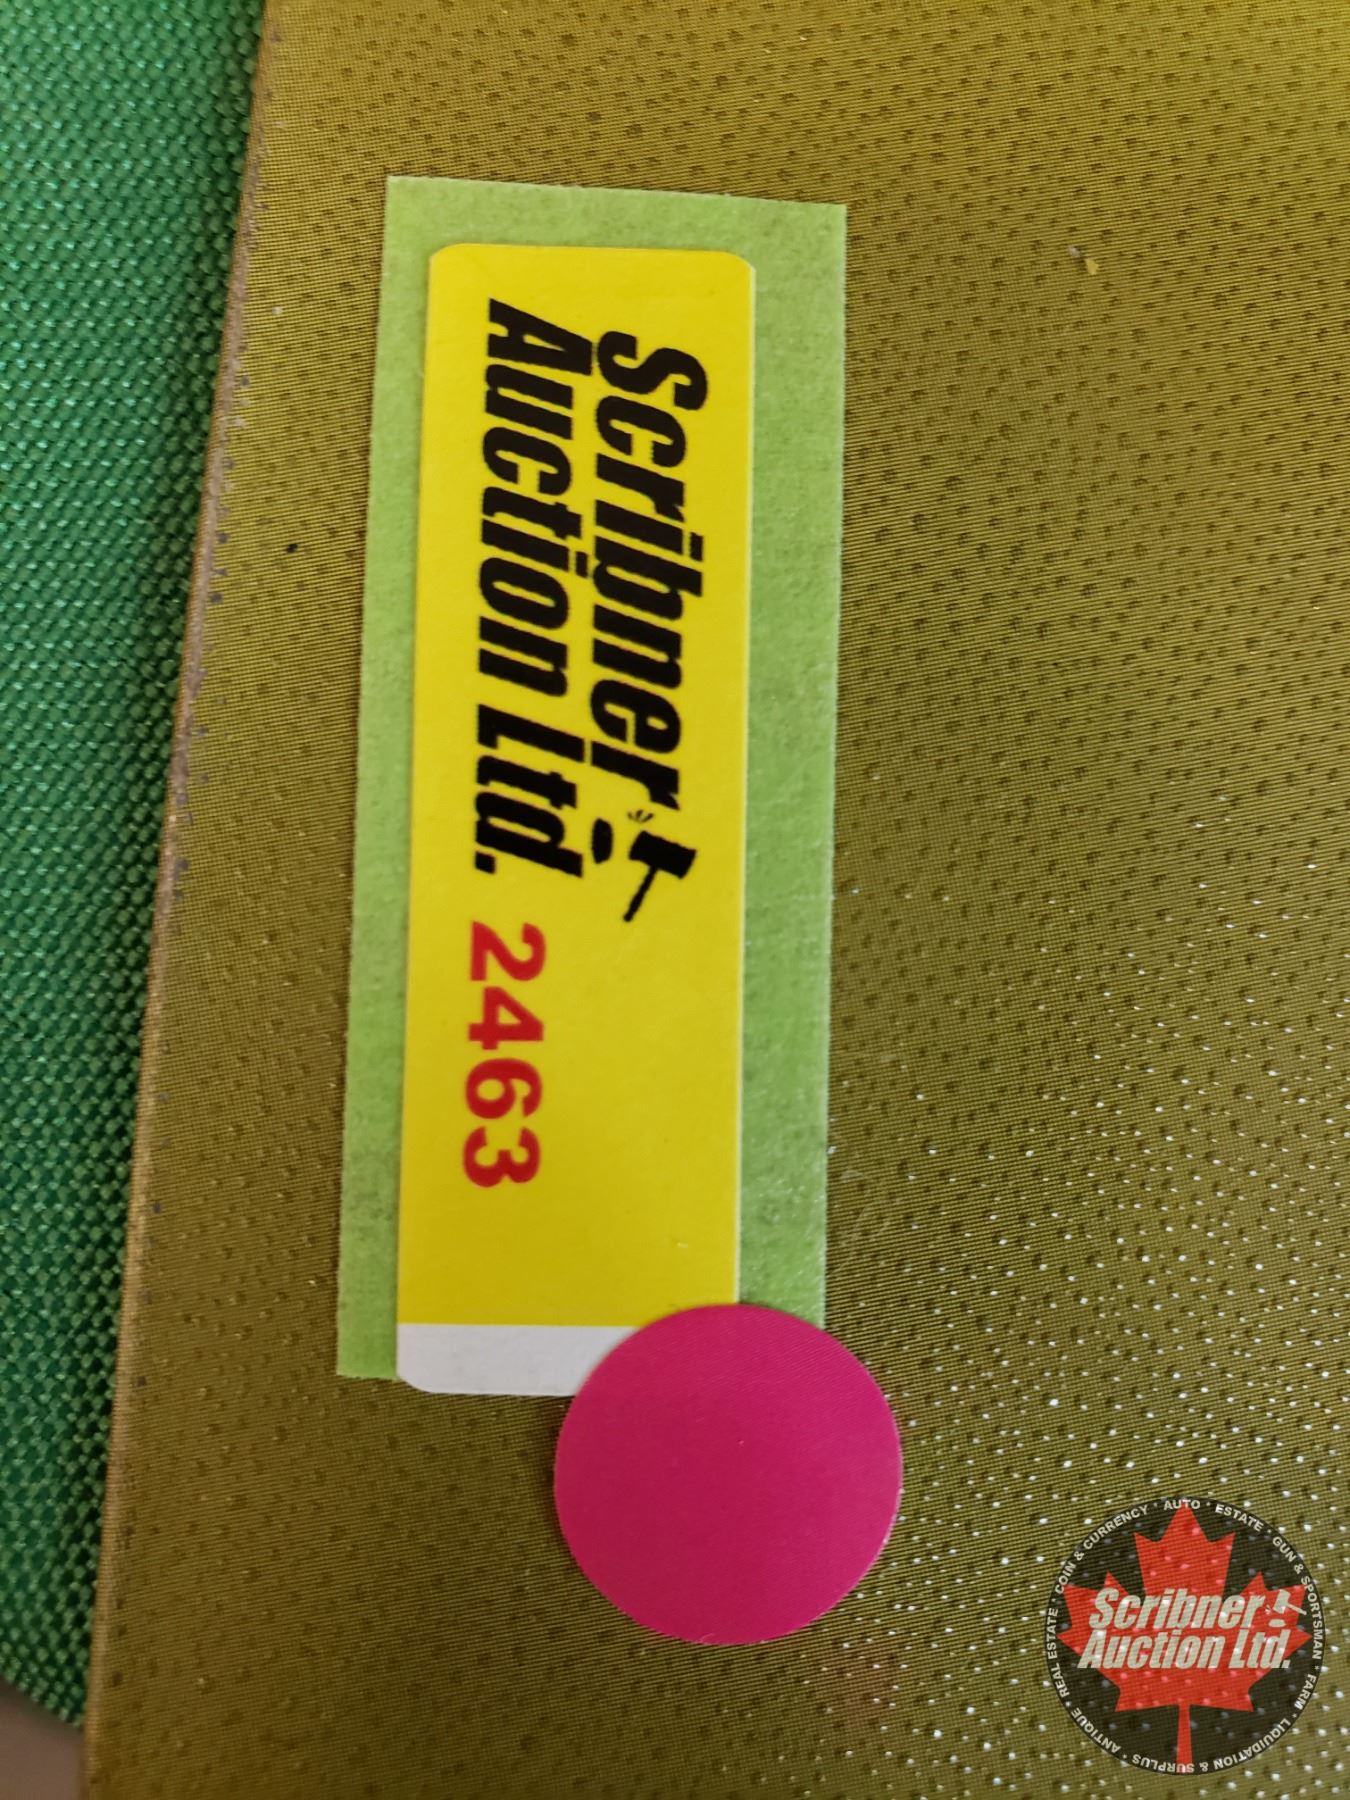 Scribner
Auction Ltd. 2463
COIN & CURRENCY * AUTO * ESTATE * GUN & SPORTSMAN * FARM * LIQUIDATION & SURPLUS * ANTIQUE * REAL ESTATE *
Scribner
Auction Ltd.